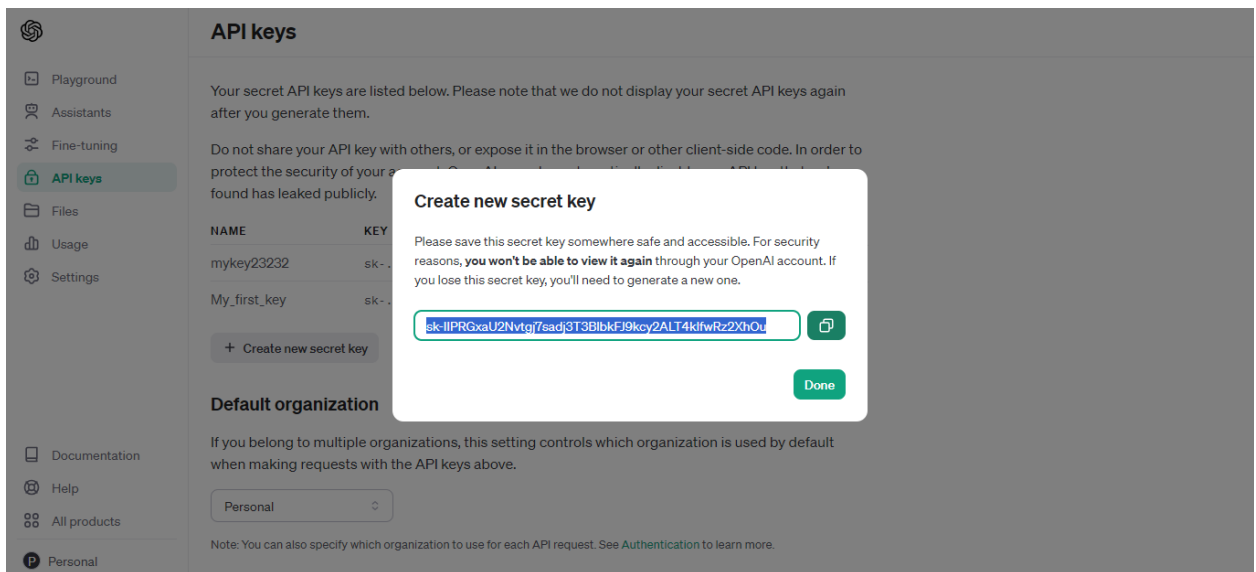 API keys
Playground
Assistants
Fine-tuning
API keys
Files
Usage
Settings
Documentation
Help
All products
Personal
Your secret API keys are listed below. Please note that we do not display your secret API keys again
after you generate them.
Do not share your API key with others, or expose it in the browser or other client-side code. In order to
protect the security of your
found has leaked publicly.
NAME KEY
mykey23232 sk-..
My_first_key sk-..
+ Create new secret key
Create new secret key
Please save this secret key somewhere safe and accessible. For security
reasons, you won't be able to view it again through your OpenAI account. If
you lose this secret key, you'll need to generate a new one.
Done
Default organization
If you belong to multiple organizations, this setting controls which organization is used by default
when making requests with the API keys above.
Personal
Note: You can also specify which organization to use for each API request. See Authentication to learn more.